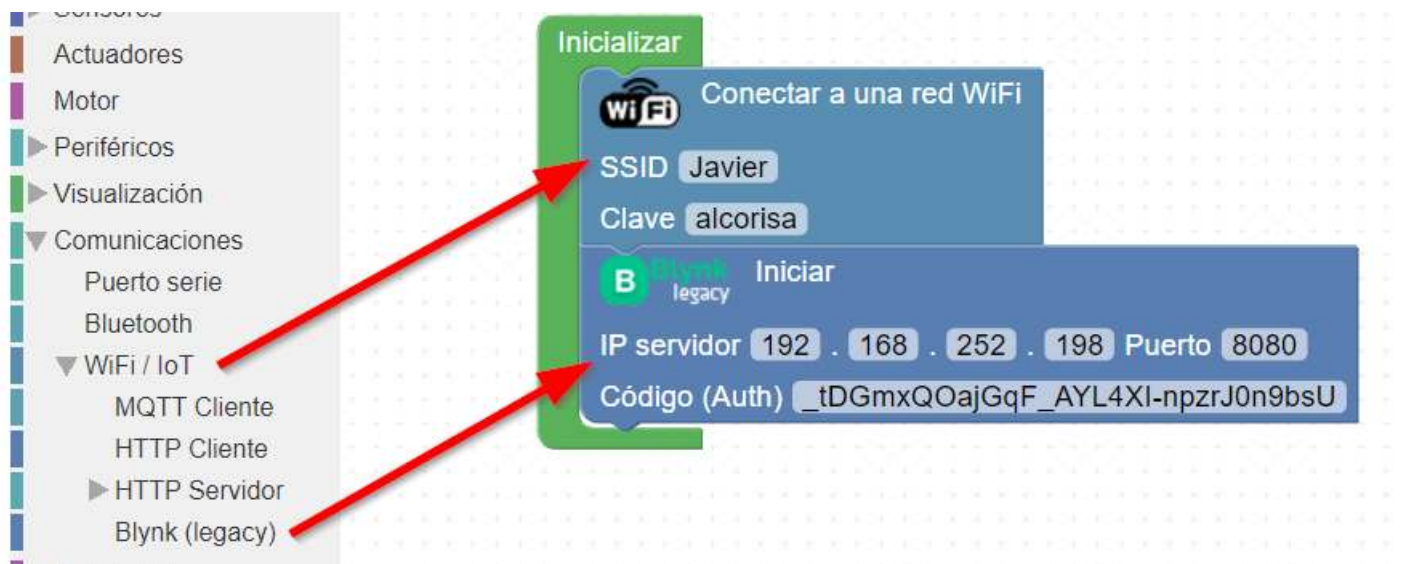 Sensores
Actuadores
Motor
Periféricos
Visualización
Comunicaciones
Puerto serie
Bluetooth
WiFi / IoT
MQTT Cliente
HTTP Cliente
HTTP Servidor
Blynk (legacy)
Inicializar
WiFi Conectar a una red WiFi
SSID Javier
Clave alcorisa
B Blynk legacy Iniciar
IP servidor 192 . 168 . 252 . 198 Puerto 8080
Código (Auth) _tDGmxQOajGqF_AYL4XI-npzrJ0n9bsU